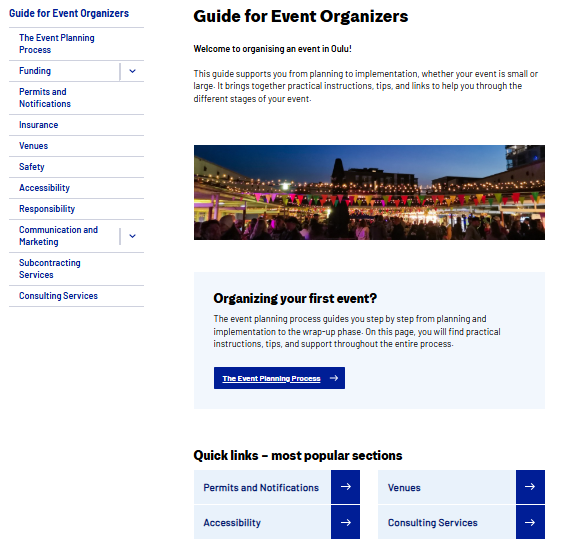 Guide for Event Organizers
The Event Planning
Process
Funding
Permits and
Notifications
Insurance
Venues
Safety
Accessibility
Responsibility
Communication and
Marketing
Subcontracting
Services
Consulting Services
Guide for Event Organizers
Welcome to organising an event in Oulu!
This guide supports you from planning to implementation, whether your event is small or
large. It brings together practical instructions, tips, and links to help you through the
different stages of your event.
Organizing your first event?
The event planning process guides you step by step from planning and
implementation to the wrap-up phase. On this page, you will find practical
instructions, tips, and support throughout the entire process.
The Event Planning Process
Quick links – most popular sections
Permits and Notifications
Venues
Accessibility
Consulting Services